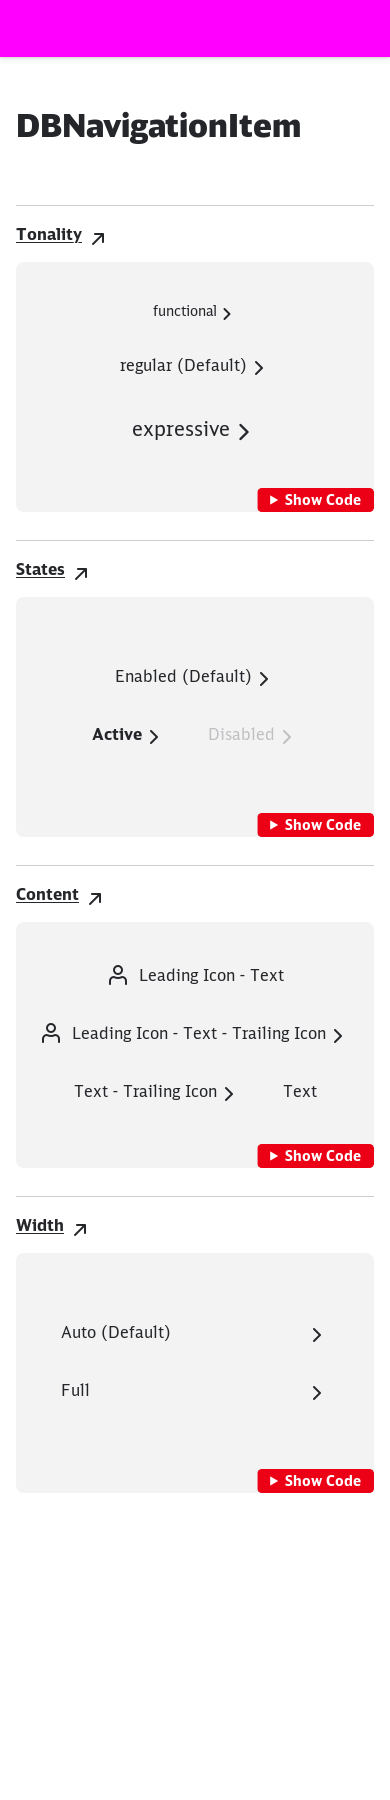 DBNavigationItem
Tonality
functional
regular (Default)
expressive
Show Code
States
Enabled (Default)
Active Disabled
Show Code
Content
Leading Icon - Text
Leading Icon - Text - Trailing Icon
Text - Trailing Icon Text
Show Code
Width
Auto (Default)
Full
Show Code